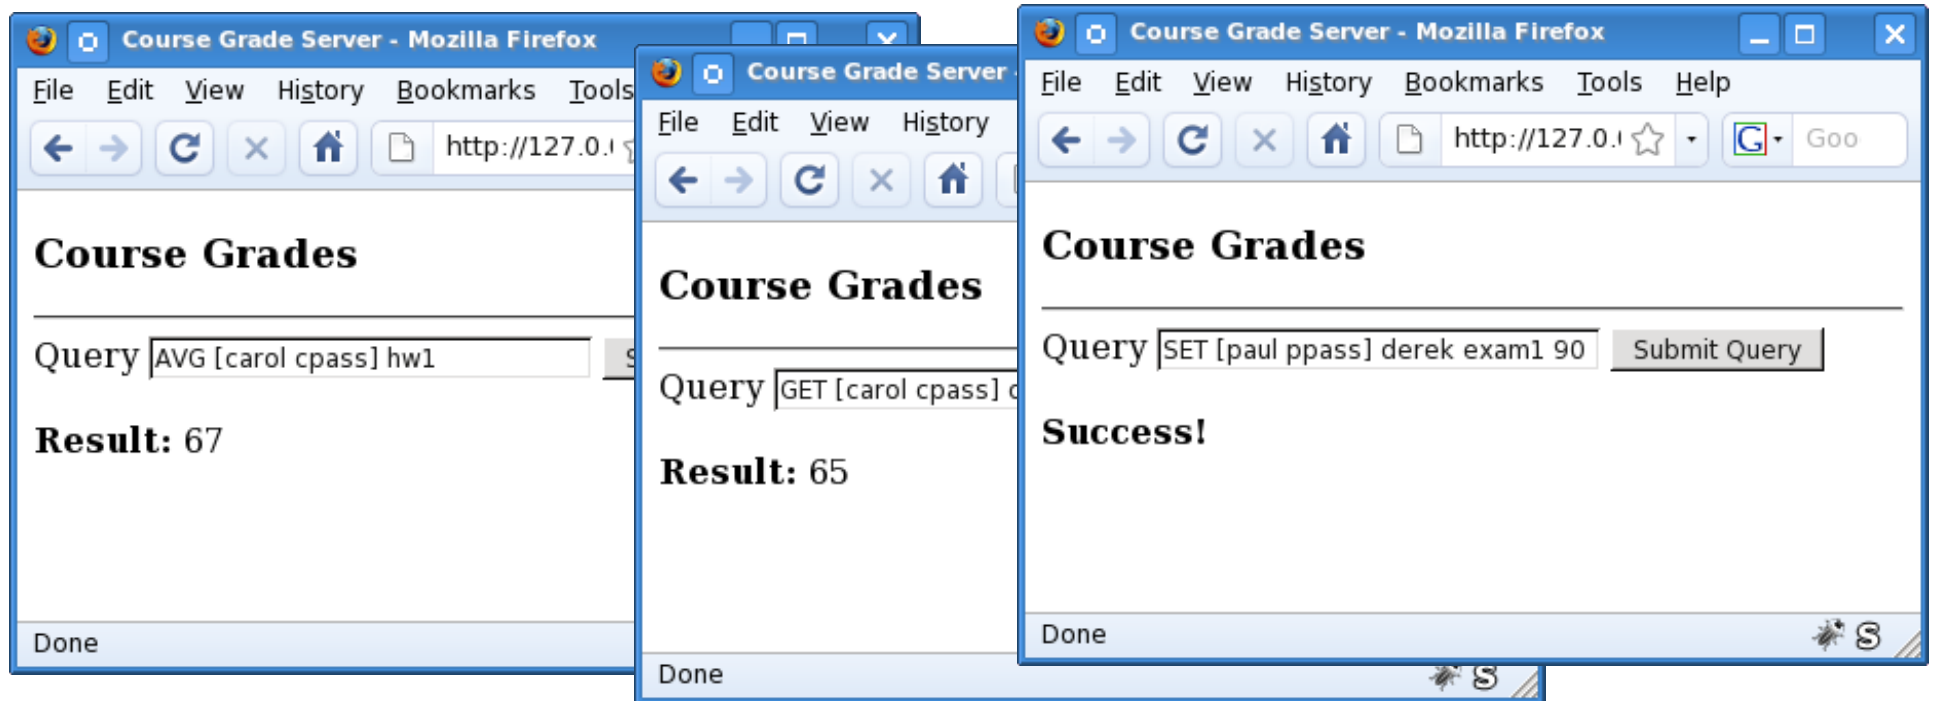 Course Grade Server - Mozilla Firefox
File Edit View History Bookmarks Tools
http://127.0.
Course Grades
Query AVG [carol cpass] hw1
Result: 67
Done
Course Grade Server
File Edit View History
Course Grades
Query GET [carol cpass]
Result: 65
Done
S
Course Grade Server - Mozilla Firefox
File Edit View History Bookmarks Tools Help
http://127.0. G Goo
Course Grades
Query SET [paul ppass] derek exam1 90 Submit Query
Success!
Done S